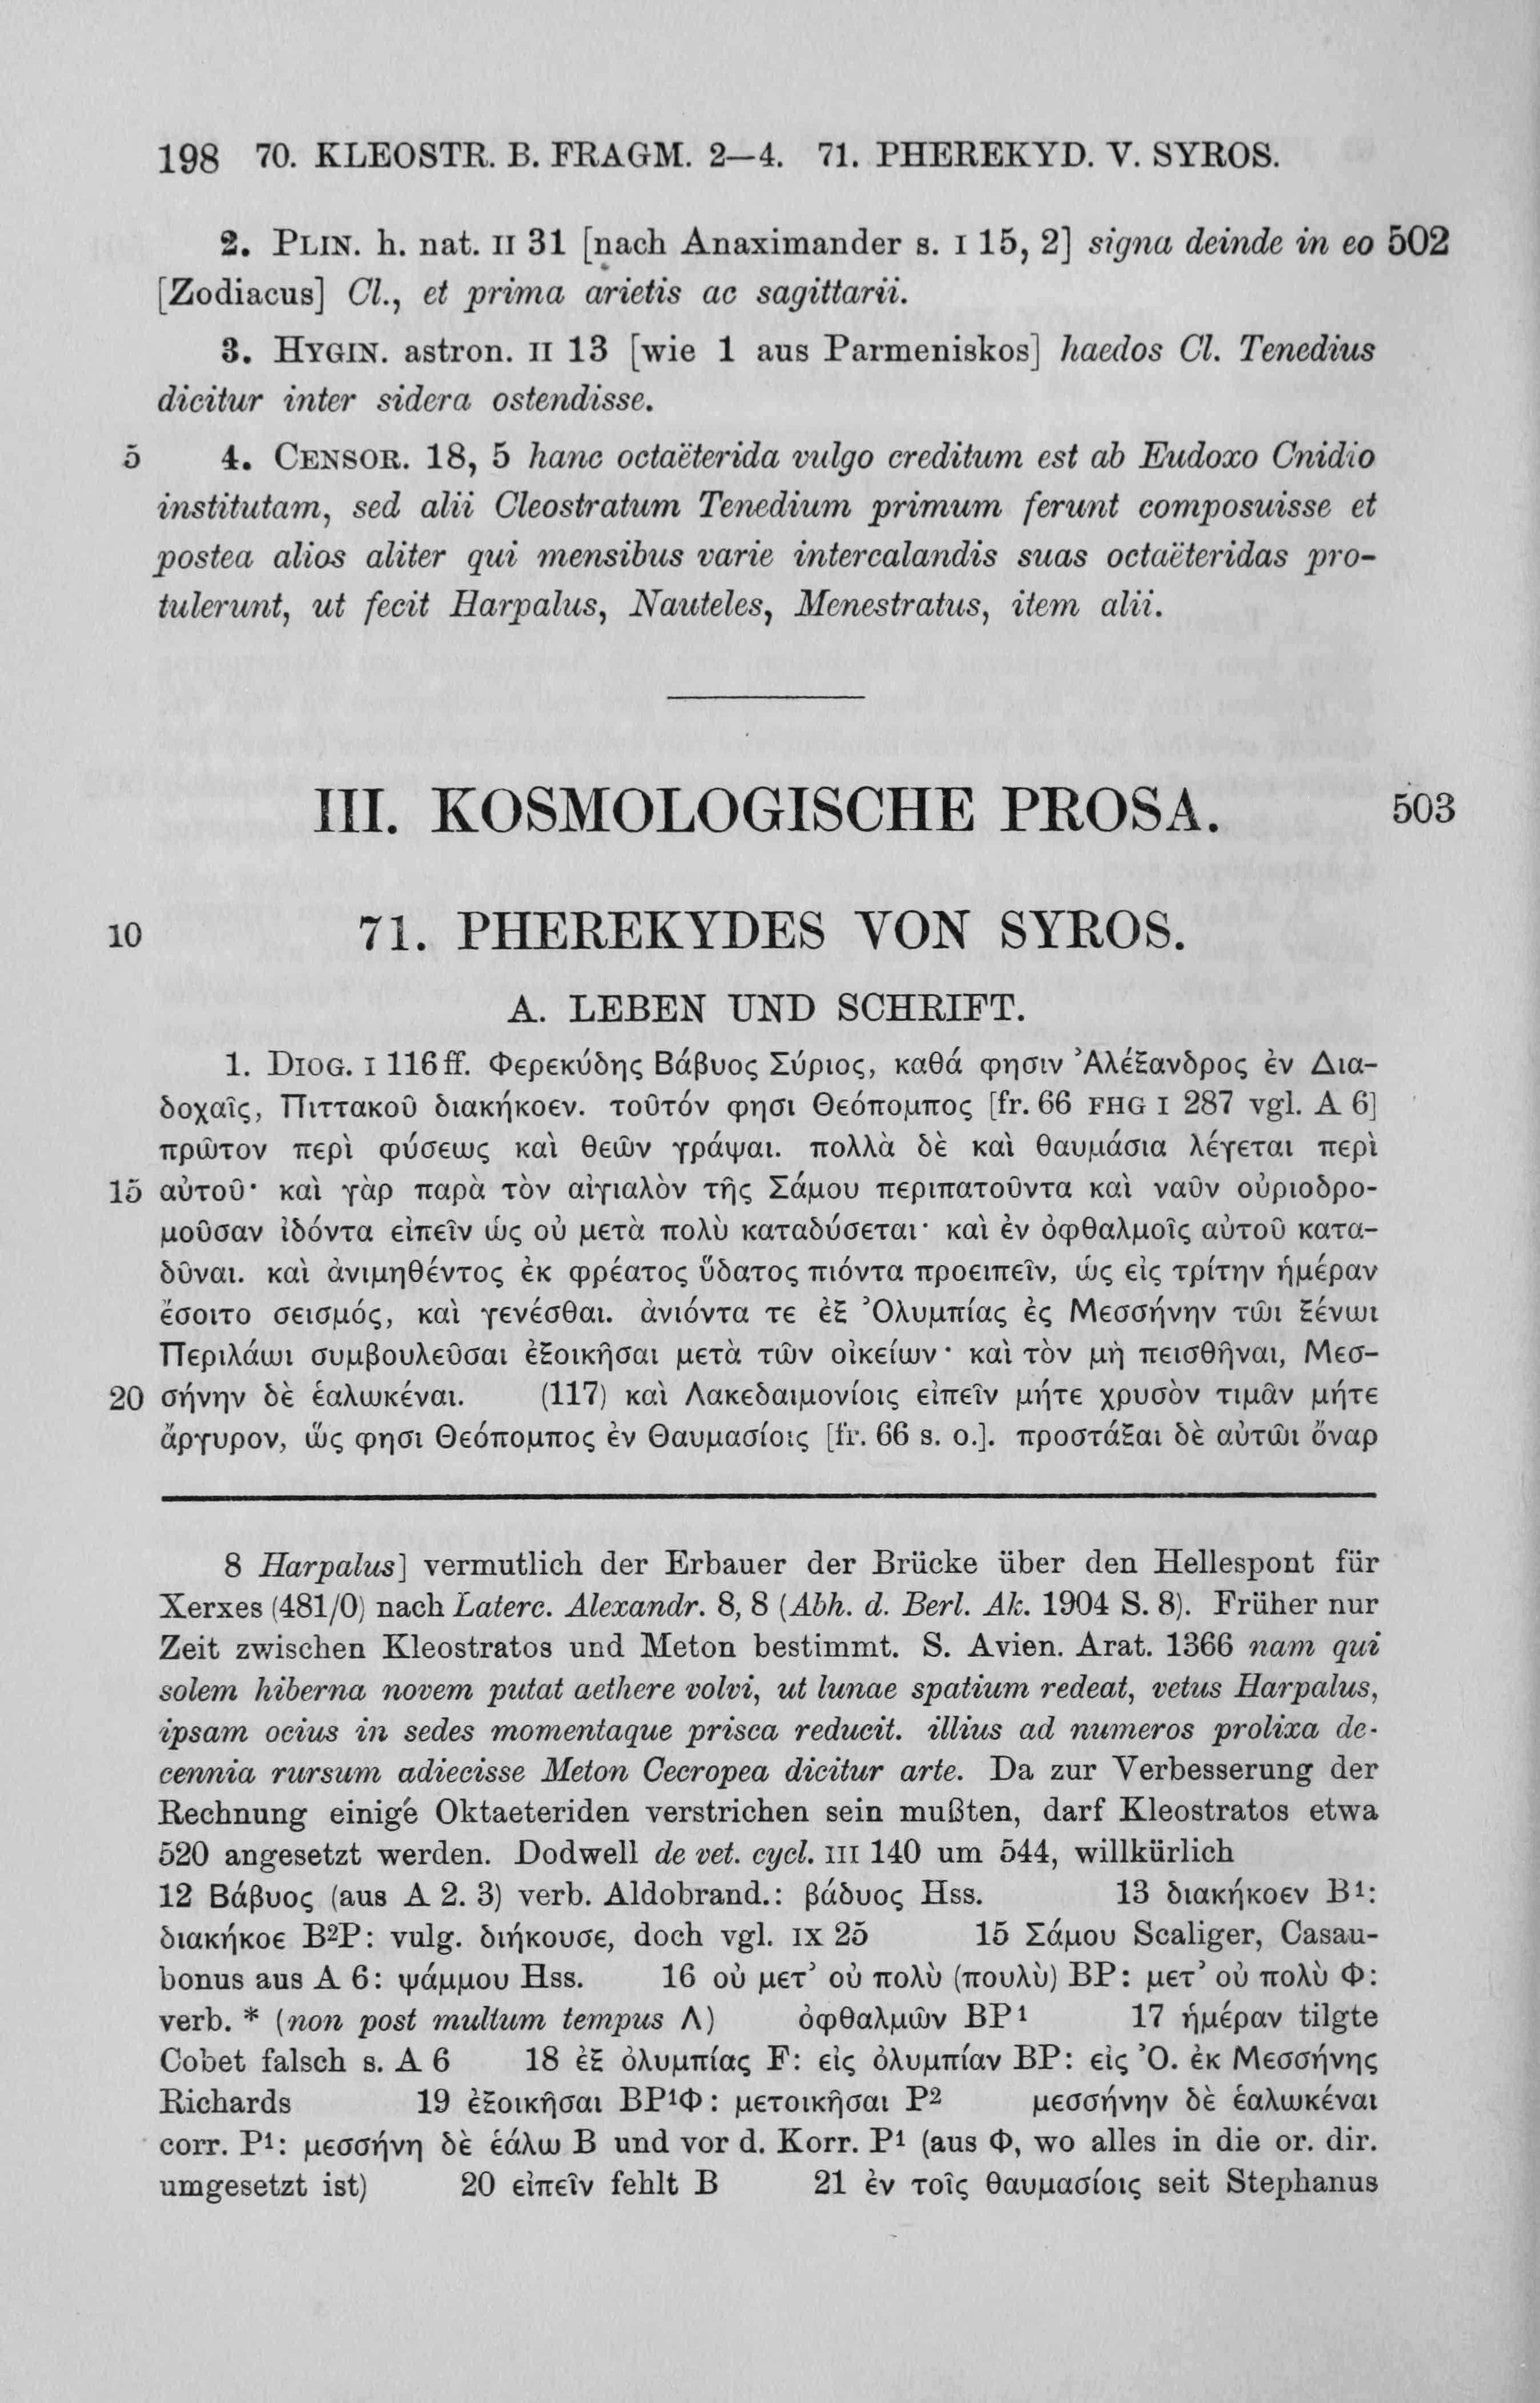 198 70. KLEOSTR. B. FRAGM. 2—4. 71. PHEREKYD. V. SYROS.
2. PLIN. h. nat. II 31 [nach Anaximander s. I 15, 2] signa deinde in eo 502
[Zodiacus] Cl., et prima arietis ac sagittarii.
3. HYGIN. astron. II 13 [wie 1 aus Parmeniskos] haedos Cl. Tenedius
dicitur inter sidera ostendisse.
5 4. CENSOR. 18, 5 hanc octaëterida vulgo creditum est ab Eudoxo Cnidio
institutam, sed alii Cleostratum Tenedium primum ferunt composuisse et
postea alios aliter qui mensibus varie intercalandis suas octaëteridas pro-
tulerunt, ut fecit Harpalus, Nauteles, Menestratus, item alii.
III. KOSMOLOGISCHE PROSA. 503
10 71. PHEREKYDES VON SYROS.
A. LEBEN UND SCHRIFT.
1. DIOG. I 116 ff. Φερεκύδης Βάβυος Σύριος, καθά φησιν Ἀλέξανδρος ἐν Δια-
δοχαῖς, Πιττακοῦ διακήκοεν. τοῦτόν φησι Θεόπομπος [fr. 66 FHG I 287 vgl. A 6]
πρῶτον περὶ φύσεως καὶ θεῶν γράψαι. πολλὰ δὲ καὶ θαυμάσια λέγεται περὶ
15 αὐτοῦ· καὶ γὰρ παρὰ τὸν αἰγιαλὸν τῆς Σάμου περιπατοῦντα καὶ ναῦν οὐριοδρο-
μοῦσαν ἰδόντα εἰπεῖν ὡς οὐ μετὰ πολὺ καταδύσεται· καὶ ἐν ὀφθαλμοῖς αὐτοῦ κατα-
δῦναι. καὶ ἀνιμηθέντος ἐκ φρέατος ὕδατος πιόντα προειπεῖν, ὡς εἰς τρίτην ἡμέραν
ἔσοιτο σεισμός, καὶ γενέσθαι. ἀνιόντα τε ἐξ Ὀλυμπίας ἐς Μεσσήνην τῶι ξένωι
Περιλάωι συμβουλεῦσαι ἐξοικῆσαι μετὰ τῶν οἰκείων· καὶ τὸν μὴ πεισθῆναι, Μεσ-
20 σήνην δὲ ἑαλωκέναι. (117) καὶ Λακεδαιμονίοις εἰπεῖν μήτε χρυσὸν τιμᾶν μήτε
ἄργυρον, ὥς φησι Θεόπομπος ἐν Θαυμασίοις [fr. 66 s. o.]. προστάξαι δὲ αὐτῶι ὄναρ
8 Harpalus] vermutlich der Erbauer der Brücke über den Hellespont für
Xerxes (481/0) nach Laterc. Alexandr. 8, 8 (Abh. d. Berl. Ak. 1904 S. 8). Früher nur
Zeit zwischen Kleostratos und Meton bestimmt. S. Avien. Arat. 1366 nam qui
solem hiberna novem putat aethere volvi, ut lunae spatium redeat, vetus Harpalus,
ipsam ocius in sedes momentaque prisca reducit. illius ad numeros prolixa de-
cennia rursum adiecisse Meton Cecropea dicitur arte. Da zur Verbesserung der
Rechnung einige Oktaeteriden verstrichen sein mußten, darf Kleostratos etwa
520 angesetzt werden. Dodwell de vet. cycl. III 140 um 544, willkürlich
12 Βάβυος (aus A 2. 3) verb. Aldobrand.: βάδυος Hss. 13 διακήκοεν B¹:
διακήκοε B²P: vulg. διήκουσε, doch vgl. IX 25 15 Σάμου Scaliger, Casau-
bonus aus A 6: ψάμμου Hss. 16 οὐ μετ’ οὐ πολὺ (πουλὺ) BP: μετ’ οὐ πολὺ Φ:
verb. * (non post multum tempus Λ) ὀφθαλμῶν BP¹ 17 ἡμέραν tilgte
Cobet falsch s. A 6 18 ἐξ ὀλυμπίας F: εἰς ὀλυμπίαν BP: εἰς Ὀ. ἐκ Μεσσήνης
Richards 19 ἐξοικῆσαι BP¹Φ: μετοικῆσαι P² μεσσήνην δὲ ἑαλωκέναι
corr. P¹: μεσσήνη δὲ ἑάλω B und vor d. Korr. P¹ (aus Φ, wo alles in die or. dir.
umgesetzt ist) 20 εἰπεῖν fehlt B 21 ἐν τοῖς θαυμασίοις seit Stephanus